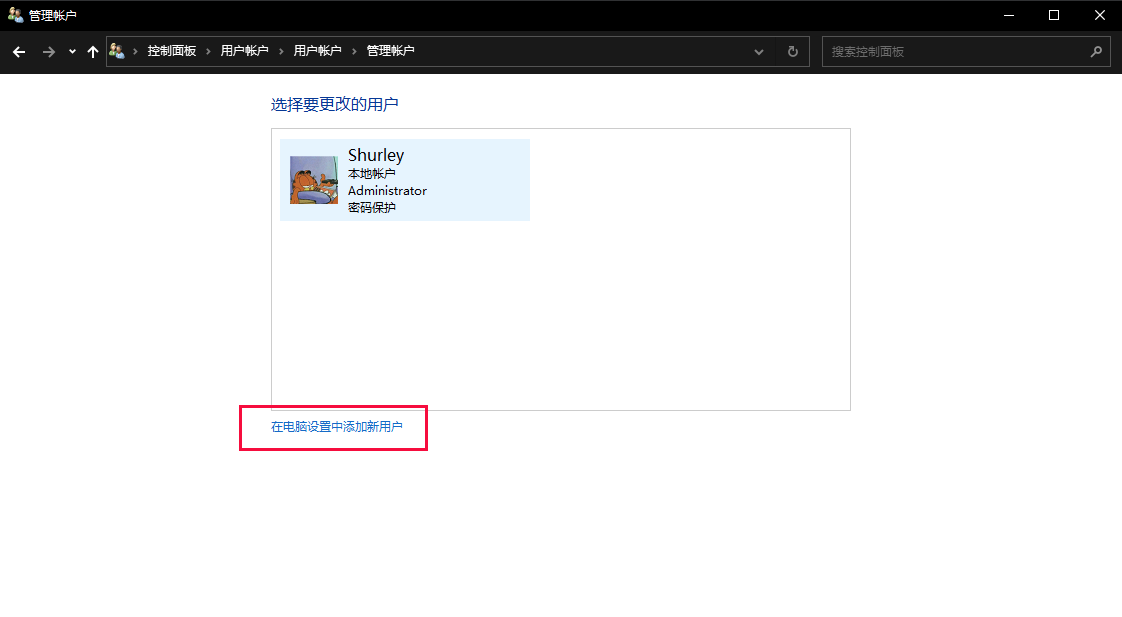 管理帐户
控制面板 用户帐户 用户帐户 管理帐户
搜索控制面板
选择要更改的用户
Shurley
本地帐户
Administrator
密码保护
在电脑设置中添加新用户